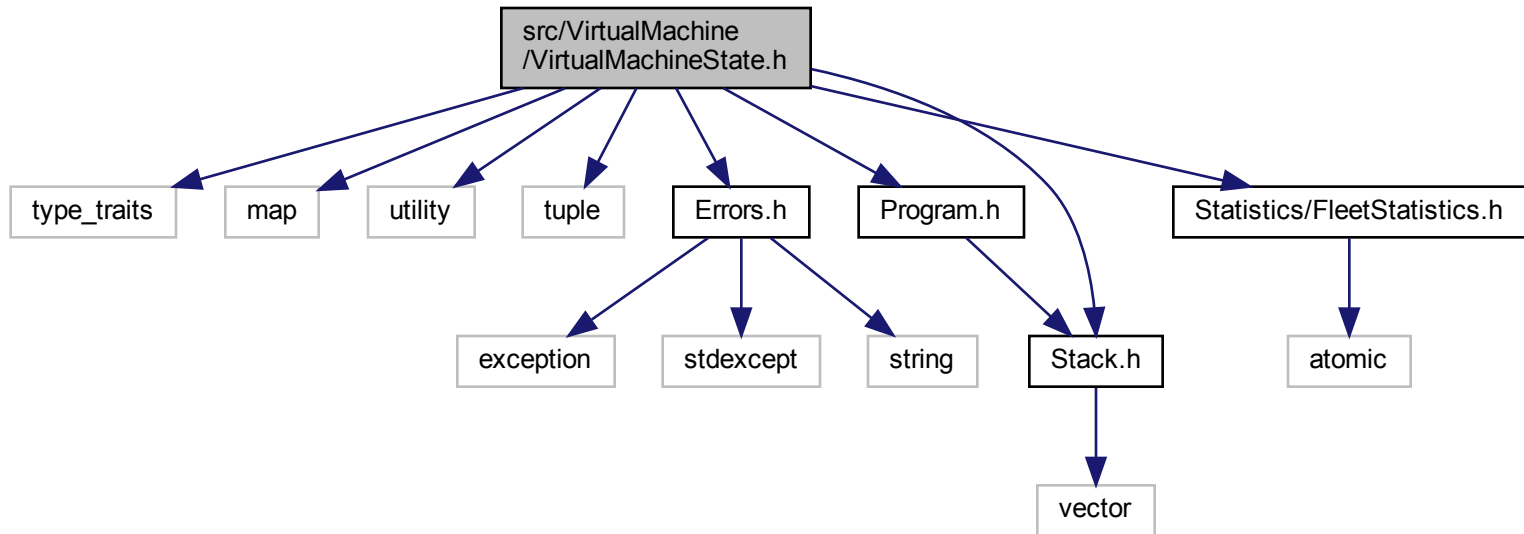 src/VirtualMachine
/VirtualMachineState.h
type_traits
map
utility
tuple
Errors.h
Program.h
Statistics/FleetStatistics.h
exception
stdexcept
string
Stack.h
atomic
vector